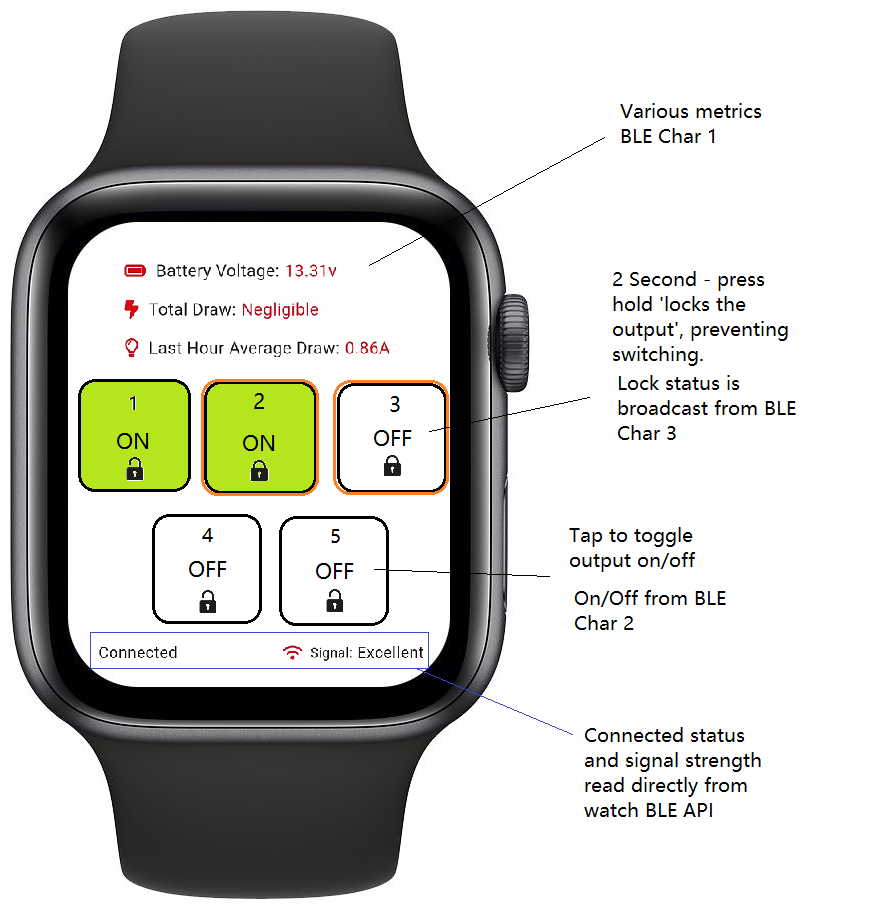 Various metrics
BLE Char 1
Battery Voltage: 13.31v
Total Draw: Negligible
Last Hour Average Draw: 0.86A
2 Second - press
hold 'locks the
output', preventing
switching.
Lock status is
broadcast from BLE
Char 3
1
ON
2
ON
3
OFF
4
OFF
5
OFF
Tap to toggle
output on/off
On/Off from BLE
Char 2
Connected
Signal: Excellent
Connected status
and signal strength
read directly from
watch BLE API